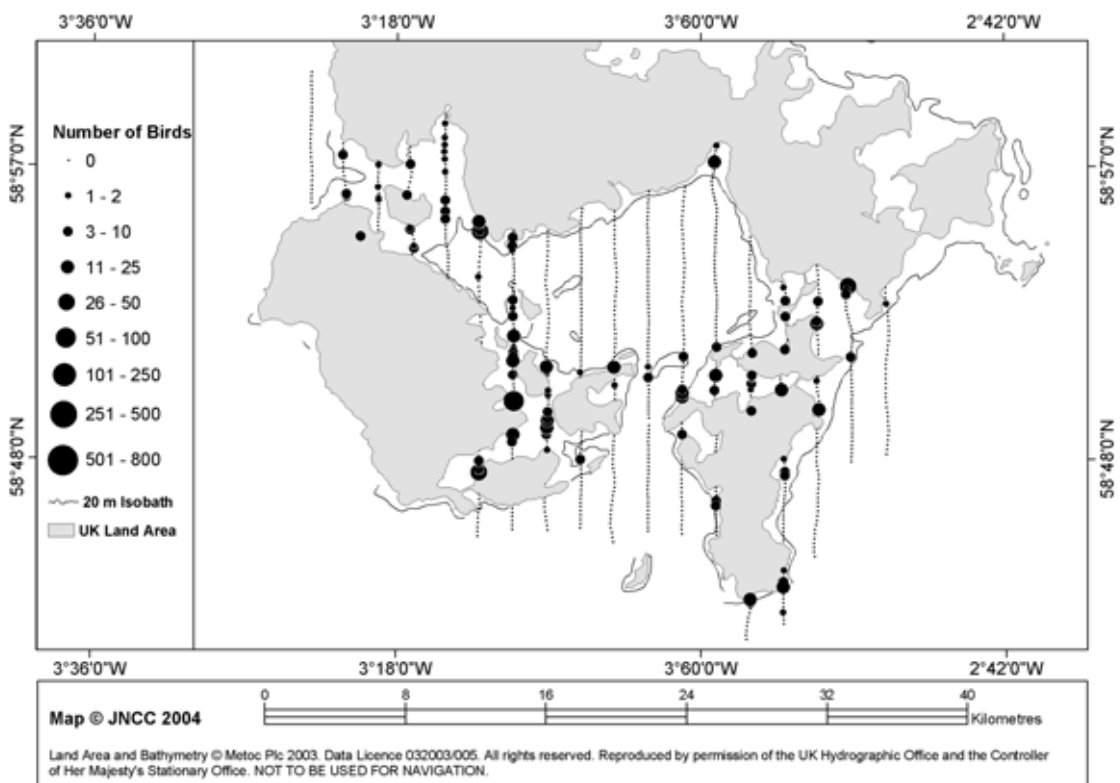 3°36'0"W 3°18'0"W 3°60'0"W 2°42'0"W
Number of Birds
58°57'0"N 58°57'0"N
0
1 - 2
3 - 10
11 - 25
26 - 50
51 - 100
101 - 250
251 - 500
501 - 800
58°48'0"N 58°48'0"N
20 m Isobath
UK Land Area
3°36'0"W 3°18'0"W 3°60'0"W 2°42'0"W
0 8 16 24 32 40
Map © JNCC 2004 Kilometres
Land Area and Bathymetry © Metoc Plc 2003. Data Licence 032003/005. All rights reserved. Reproduced by permission of the UK Hydrographic Office and the Controller
of Her Majesty's Stationary Office. NOT TO BE USED FOR NAVIGATION.